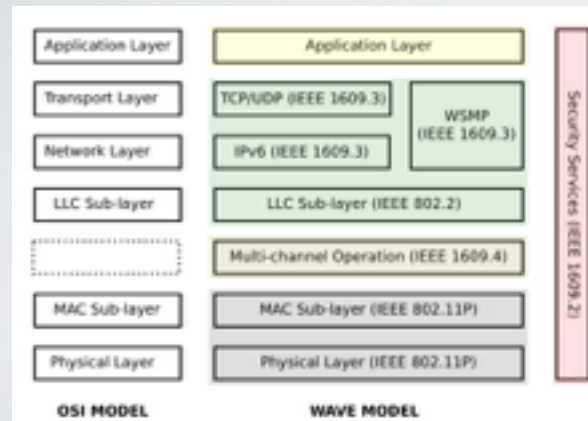 Application Layer
Application Layer
Transport Layer
TCP/UDP (IEEE 1609.3)
WSMP
(IEEE 1609.3)
Network Layer
IPv6 (IEEE 1609.3)
LLC Sub-layer
LLC Sub-layer (IEEE 802.2)
Multi-channel Operation (IEEE 1609.4)
MAC Sub-layer
MAC Sub-layer (IEEE 802.11P)
Physical Layer
Physical Layer (IEEE 802.11P)
Security Services (IEEE 1609.2)
OSI MODEL
WAVE MODEL